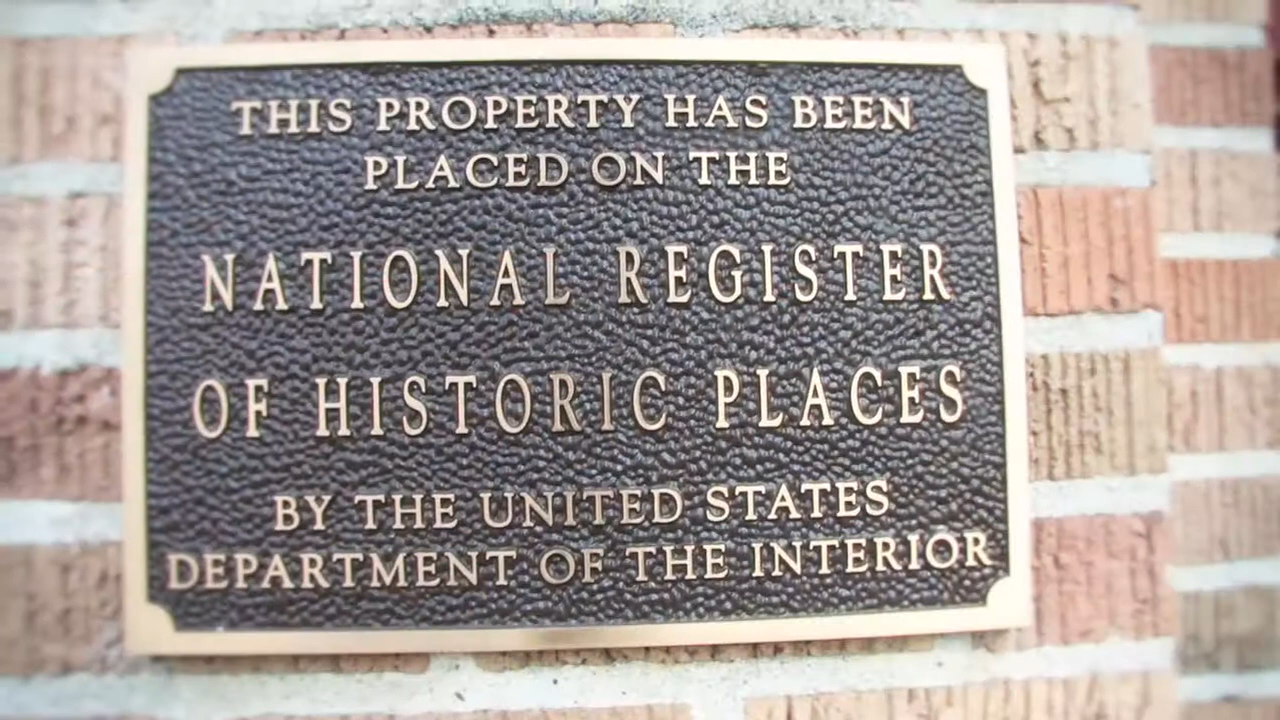 THIS PROPERTY HAS BEEN
PLACED ON THE
NATIONAL REGISTER
OF HISTORIC PLACES
BY THE UNITED STATES
DEPARTMENT OF THE INTERIOR